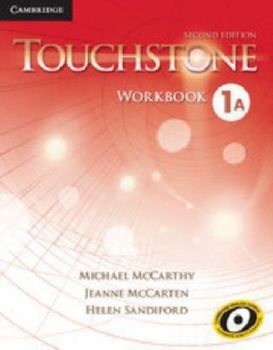 CAMBRIDGE
SECOND EDITION
TOUCHSTONE
WORKBOOK 1A
MICHAEL MCCARTHY
JEANNE MCCARTEN
HELEN SANDIFORD